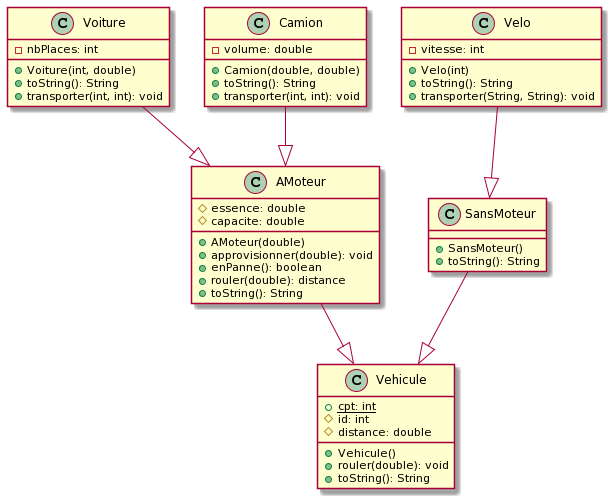 C Voiture
nbPlaces: int
Voiture(int, double)
toString(): String
transporter(int, int): void
C Camion
volume: double
Camion(double, double)
toString(): String
transporter(int, int): void
C Velo
vitesse: int
Velo(int)
toString(): String
transporter(String, String): void
C AMoteur
essence: double
capacite: double
AMoteur(double)
approvisionner(double): void
enPanne(): boolean
rouler(double): distance
toString(): String
C SansMoteur
SansMoteur()
toString(): String
C Vehicule
cpt: int
id: int
distance: double
Vehicule()
rouler(double): void
toString(): String